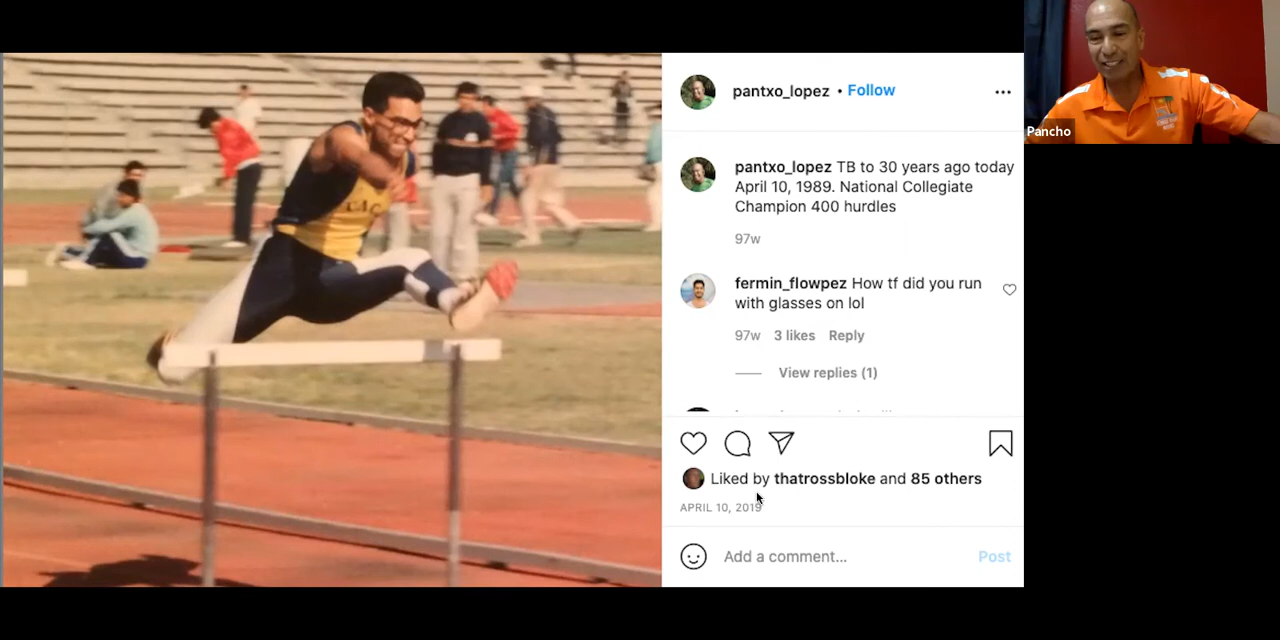 pantxo_lopez • Follow
pantxo_lopez TB to 30 years ago today
April 10, 1989. National Collegiate
Champion 400 hurdles
97w
fermin_flowpez How tf did you run
with glasses on lol
97w 3 likes Reply
View replies (1)
Liked by thatrossbloke and 85 others
APRIL 10, 2019
Add a comment... Post
Pancho